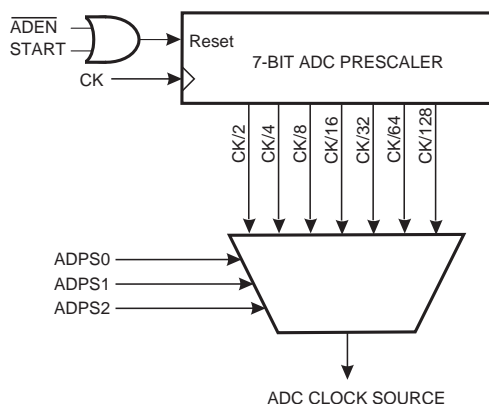 ADEN
START
Reset
CK
7-BIT ADC PRESCALER
CK/2
CK/4
CK/8
CK/16
CK/32
CK/64
CK/128
ADPS0
ADPS1
ADPS2
ADC CLOCK SOURCE